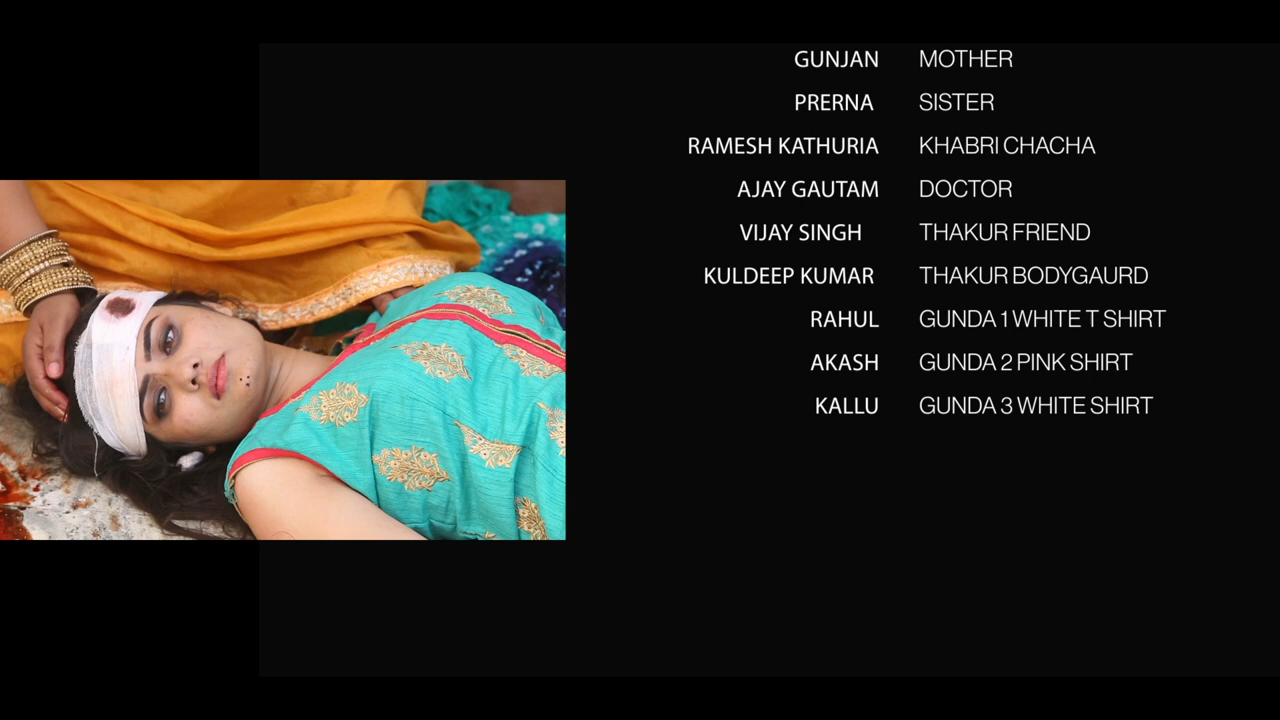 GUNJAN MOTHER
PRERNA SISTER
RAMESH KATHURIA KHABRI CHACHA
AJAY GAUTAM DOCTOR
VIJAY SINGH THAKUR FRIEND
KULDEEP KUMAR THAKUR BODYGAURD
RAHUL GUNDA 1 WHITE T SHIRT
AKASH GUNDA 2 PINK SHIRT
KALLU GUNDA 3 WHITE SHIRT